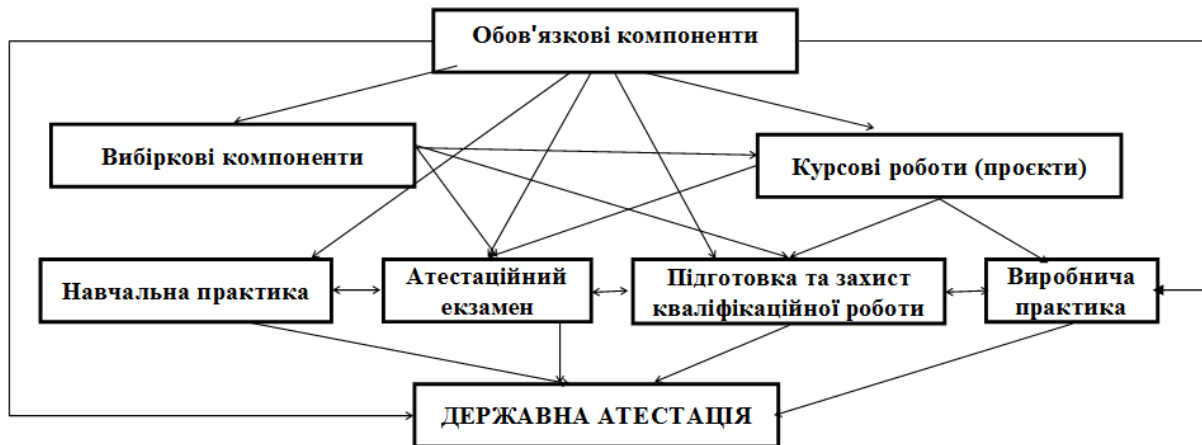 Обов'язкові компоненти
Вибіркові компоненти
Курсові роботи (проєкти)
Навчальна практика
Атестаційний
екзамен
Підготовка та захист
кваліфікаційної роботи
Виробнича
практика
ДЕРЖАВНА АТЕСТАЦІЯ